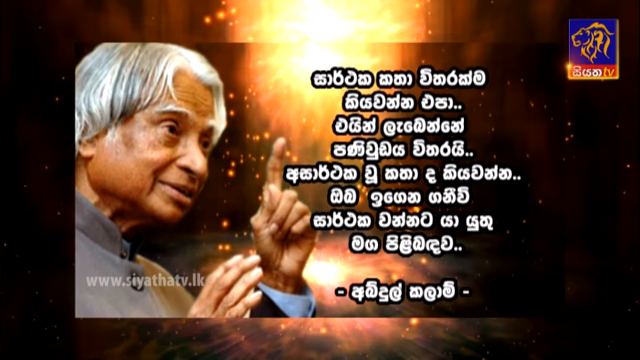 සියතtv
සාර්ථක කතා විතරක්ම
කියවන්න එපා..
එයින් ලැබෙන්නේ
පණිවුඩය විතරයි..
අසාර්ථක වූ කතා ද කියවන්න..
ඔබ ඉගෙන ගනීවි
සාර්ථක වන්නට යා යුතු
මග පිළිබඳව..
- අබ්දුල් කලාම් -
www.siyathatv.lk